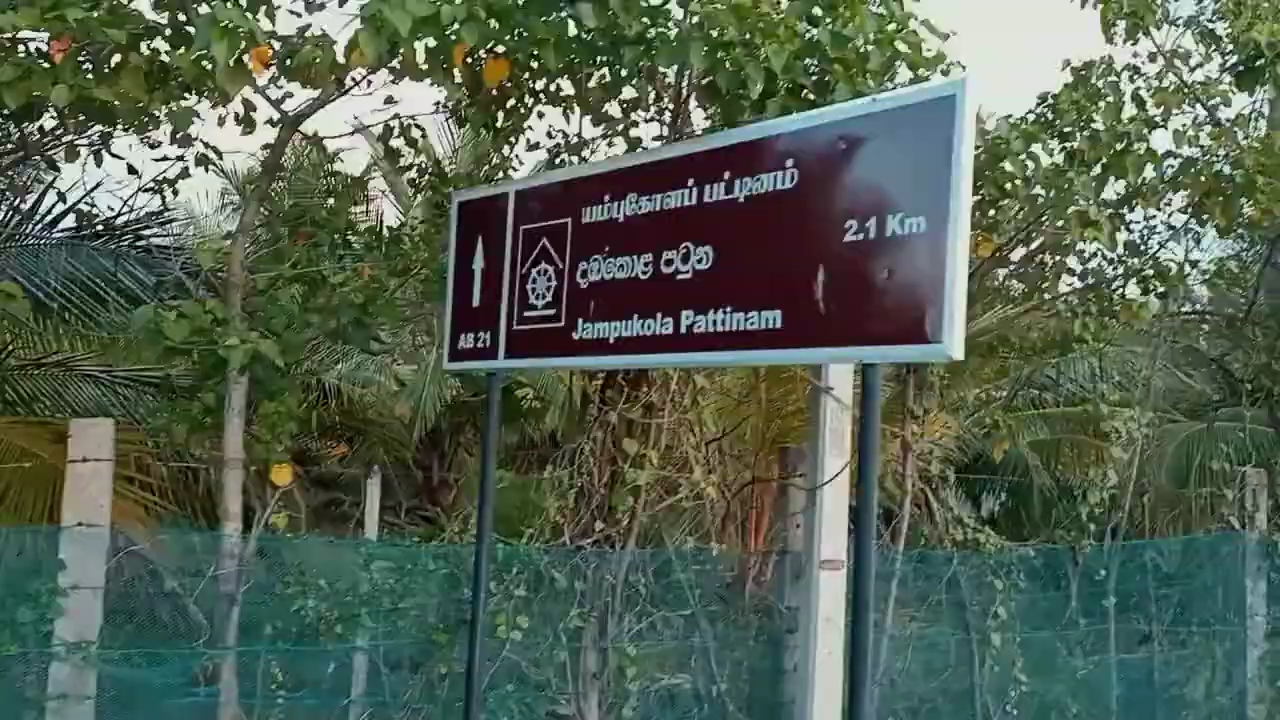 யம்புகோளப் பட்டினம்
2.1 Km
දඹකොළ පටුන
AB 21
Jampukola Pattinam